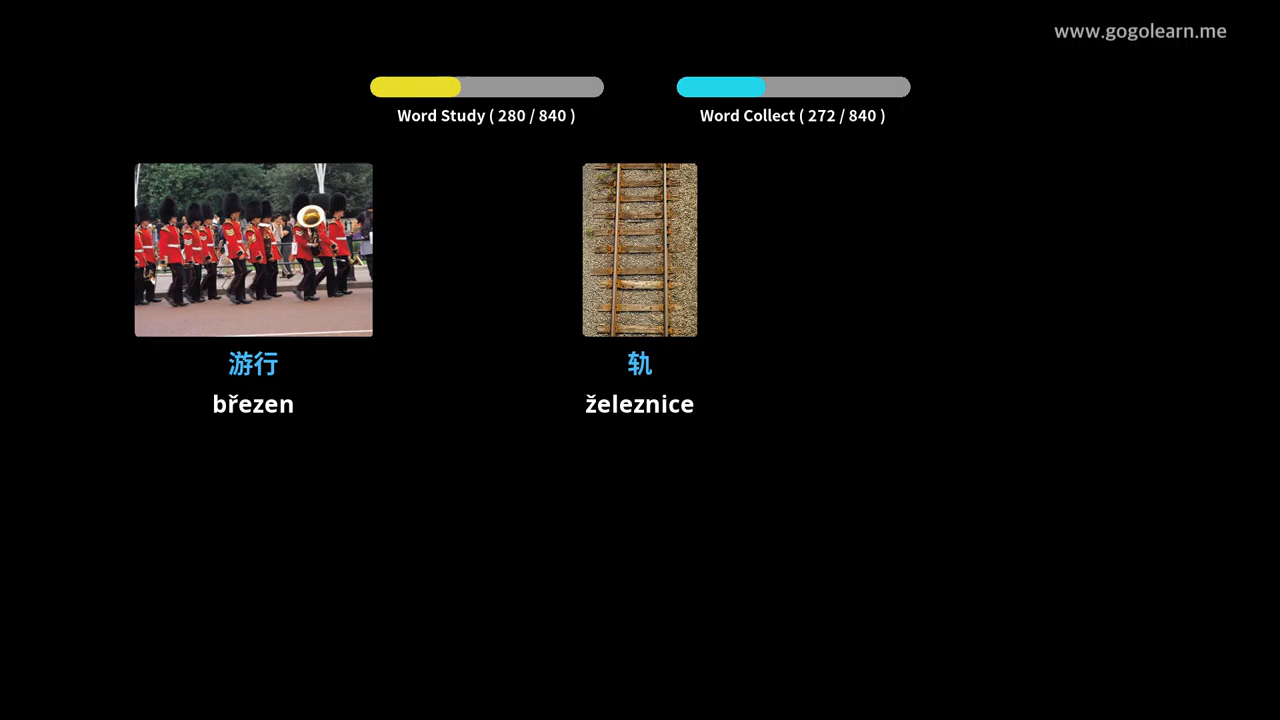 www.gogolearn.me
Word Study ( 280 / 840 )
Word Collect ( 272 / 840 )
游行
轨
březen
železnice